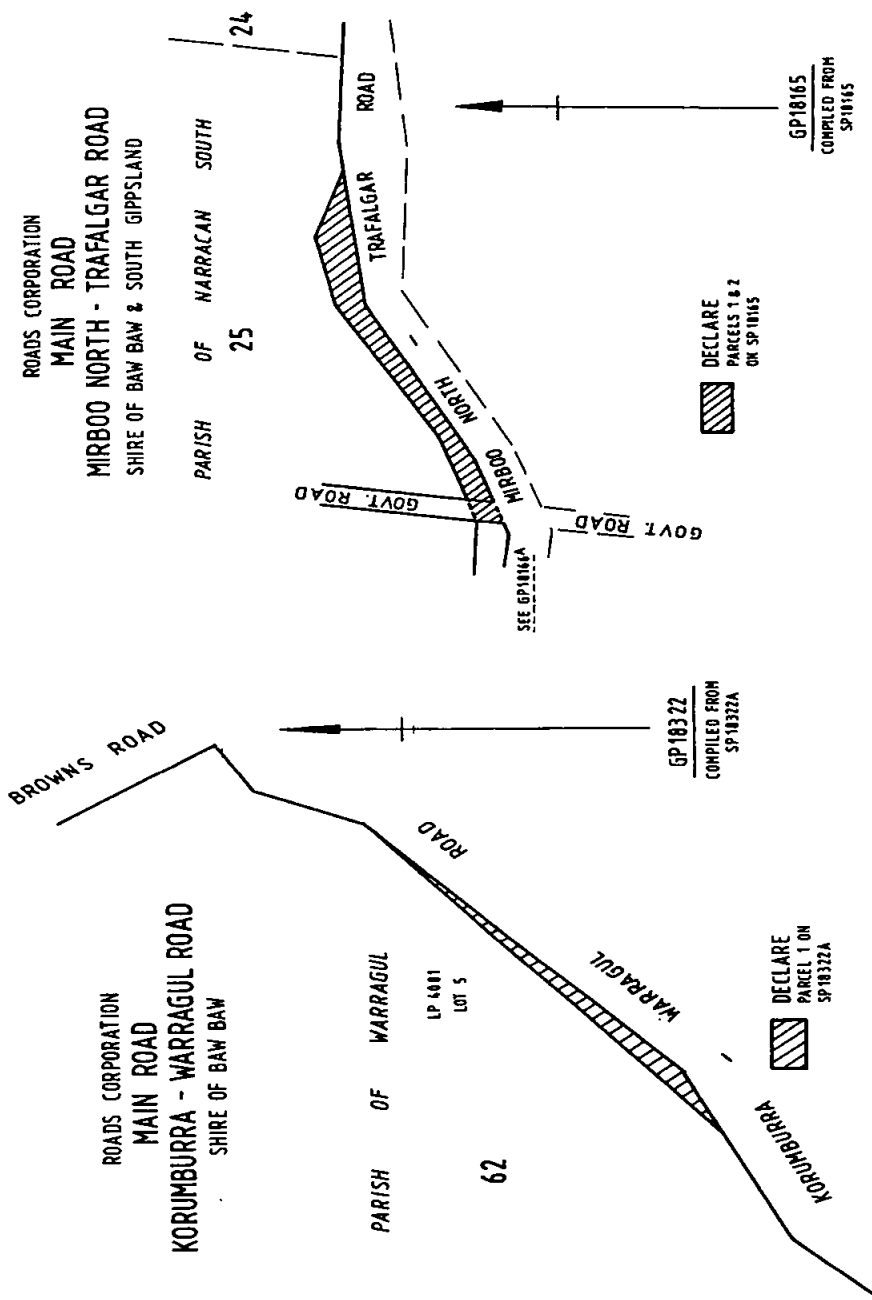 ROADS CORPORATION
MAIN ROAD
KORUMBURRA - WARRAGUL ROAD
SHIRE OF BAW BAW
BROWNS ROAD
PARISH OF WARRAGUL
LP 4001
LOT 5
62
ROAD
WARRAGUL
KORUMBURRA
DECLARE
PARCEL 1 ON
SP18322A
GP18322
COMPILED FROM
SP18322A
ROADS CORPORATION
MAIN ROAD
MIRBOO NORTH - TRAFALGAR ROAD
SHIRE OF BAW BAW & SOUTH GIPPSLAND
PARISH OF NARRACAN SOUTH
25
24
GOVT. ROAD
TRAFALGAR ROAD
MIRBOO NORTH
GOVT. ROAD
SEE GP18166A
DECLARE
PARCELS 1 & 2
ON SP18165
GP18165
COMPILED FROM
SP18165